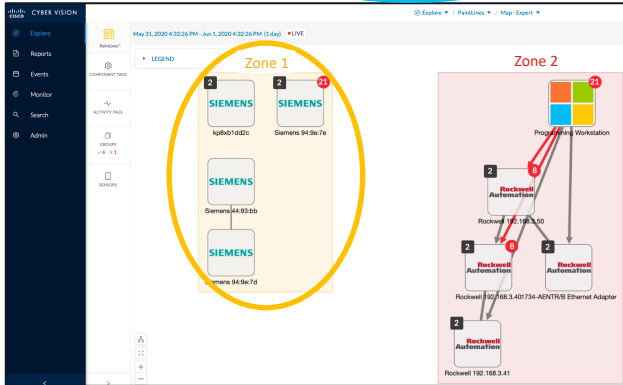 cisco
CYBER VISION
Explore
Reports
Events
Monitor
Search
Admin
PaintLines*
COMPONENT TAGS
ACTIVITY TAGS
GROUPS
✓4 ×1
SENSORS
Explore / PaintLines / Map - Expert
May 31, 2020 4:32:26 PM - Jun 1, 2020 4:32:26 PM (1 day) • LIVE
LEGEND
Zone 1
2
SIEMENS
kp8xb1dd2c
2
21
SIEMENS
Siemens 94:9e:7e
SIEMENS
Siemens 44:93:bb
SIEMENS
Siemens 94:9e:7d
Zone 2
21
Programming Workstation
2
8
Rockwell
Automation
Rockwell 192.168.3.50
2
8
Rockwell
Automation
2
Rockwell
Automation
Rockwell 192.168.3.401734-AENTR/B Ethernet Adapter
2
Rockwell
Automation
Rockwell 192.168.3.41